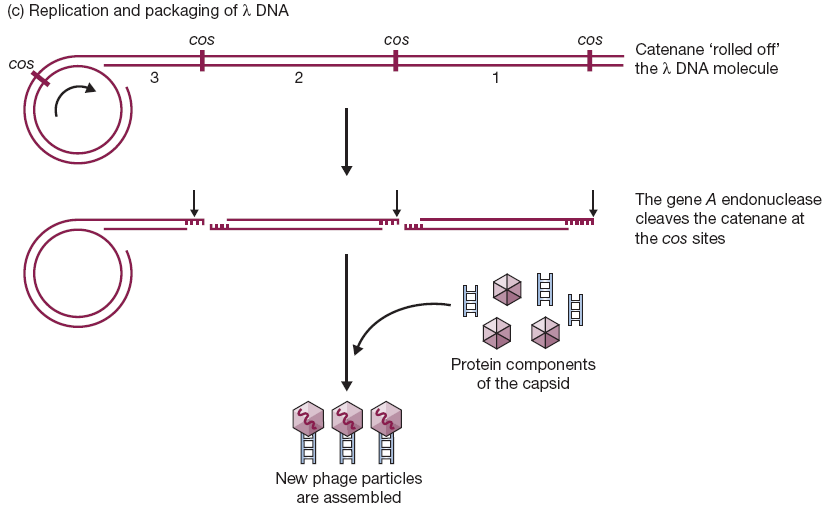 (c) Replication and packaging of λ DNA
cos
cos
cos
cos
3
2
1
Catenane ‘rolled off’
the λ DNA molecule
The gene A endonuclease
cleaves the catenane at
the cos sites
Protein components
of the capsid
New phage particles
are assembled